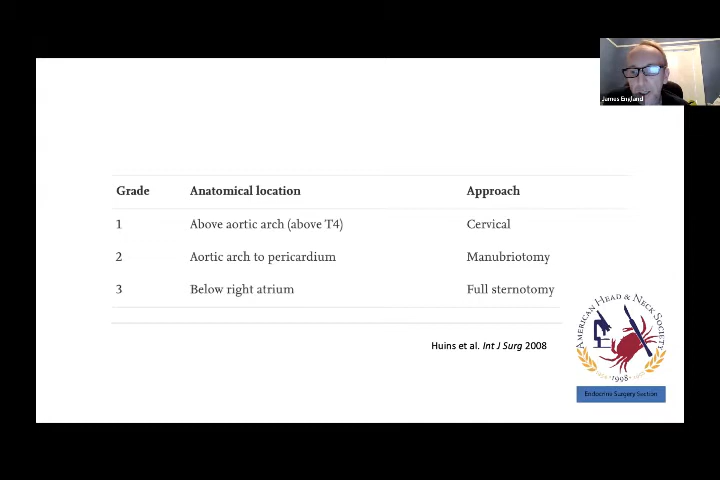 James England
Grade Anatomical location Approach
1 Above aortic arch (above T4) Cervical
2 Aortic arch to pericardium Manubriotomy
3 Below right atrium Full sternotomy
Huins et al. Int J Surg 2008
AMERICAN HEAD & NECK SOCIETY
1998
Endocrine Surgery Section